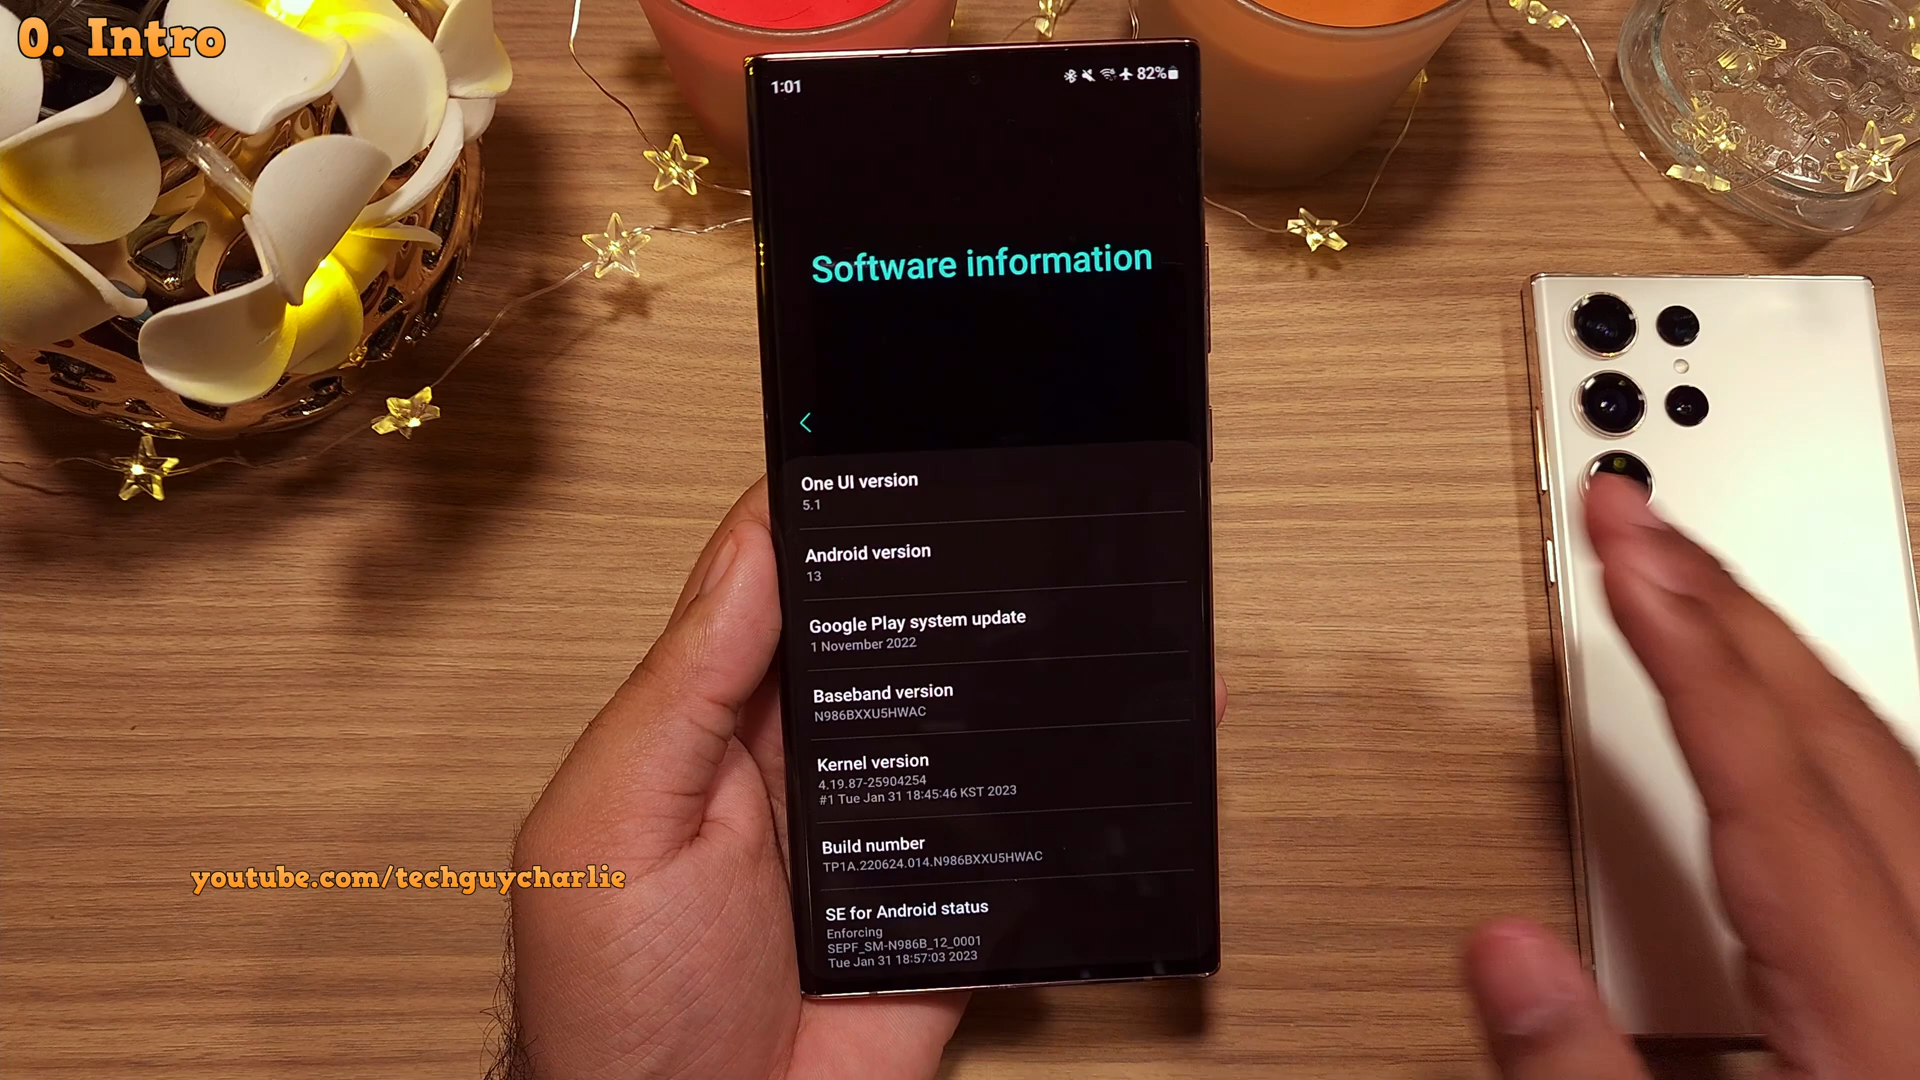 0. Intro
1:01
82%
Software information
One UI version
5.1
Android version
13
Google Play system update
1 November 2022
Baseband version
N986BXXU5HWAC
Kernel version
4.19.87-25904254
#1 Tue Jan 31 18:45:46 KST 2023
Build number
TP1A.220624.014.N986BXXU5HWAC
SE for Android status
Enforcing
SEPF_SM-N986B_12_0001
Tue Jan 31 18:57:03 2023
youtube.com/techguycharlie